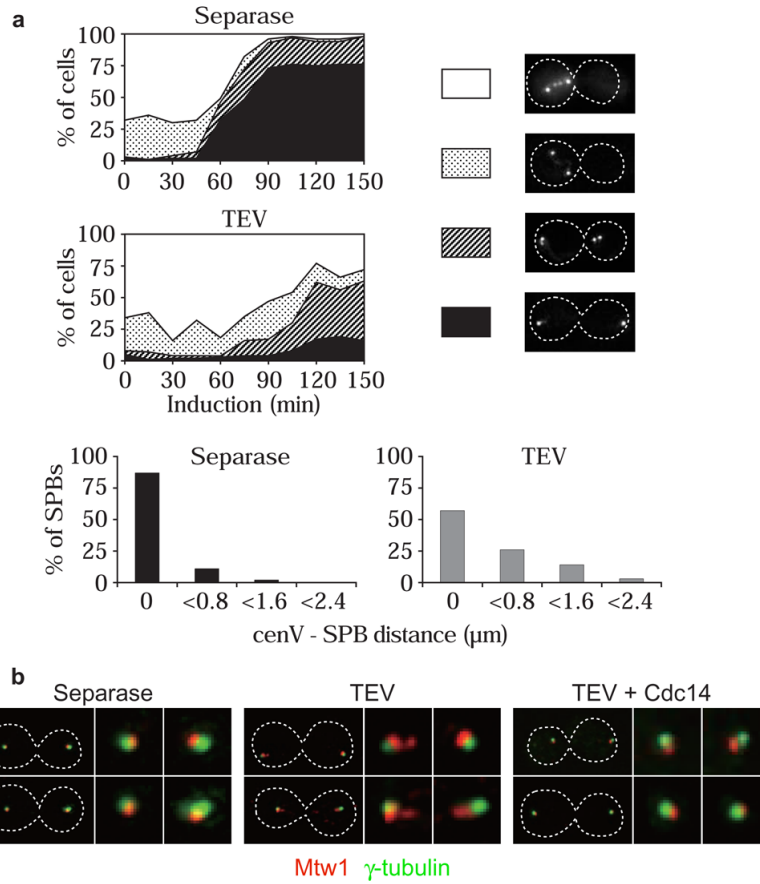 a
Separase
100
75
50
25
0
% of cells
0 30 60 90 120 150
TEV
100
75
50
25
0
% of cells
0 30 60 90 120 150
Induction (min)
Separase
100
75
50
25
0
% of SPBs
0 <0.8 <1.6 <2.4
TEV
100
75
50
25
0
0 <0.8 <1.6 <2.4
cenV - SPB distance (µm)
b
Separase TEV TEV + Cdc14
Mtw1 γ-tubulin